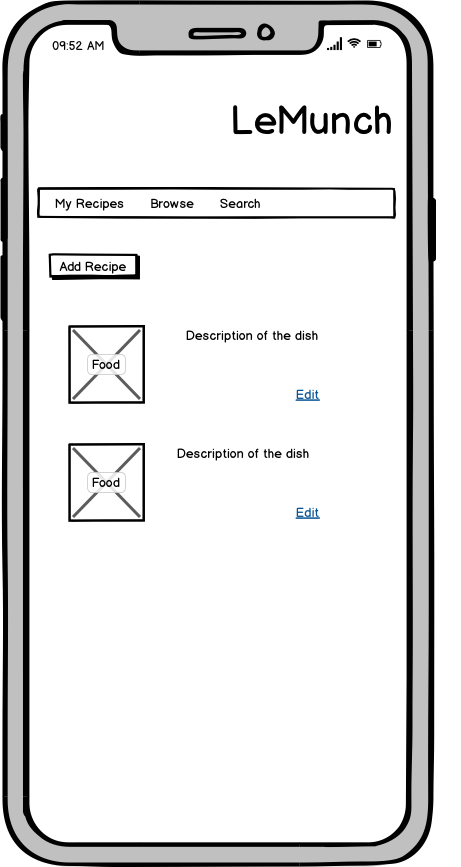 09:52 AM
LeMunch
My Recipes Browse Search
Add Recipe
Description of the dish
Food
Edit
Description of the dish
Food
Edit